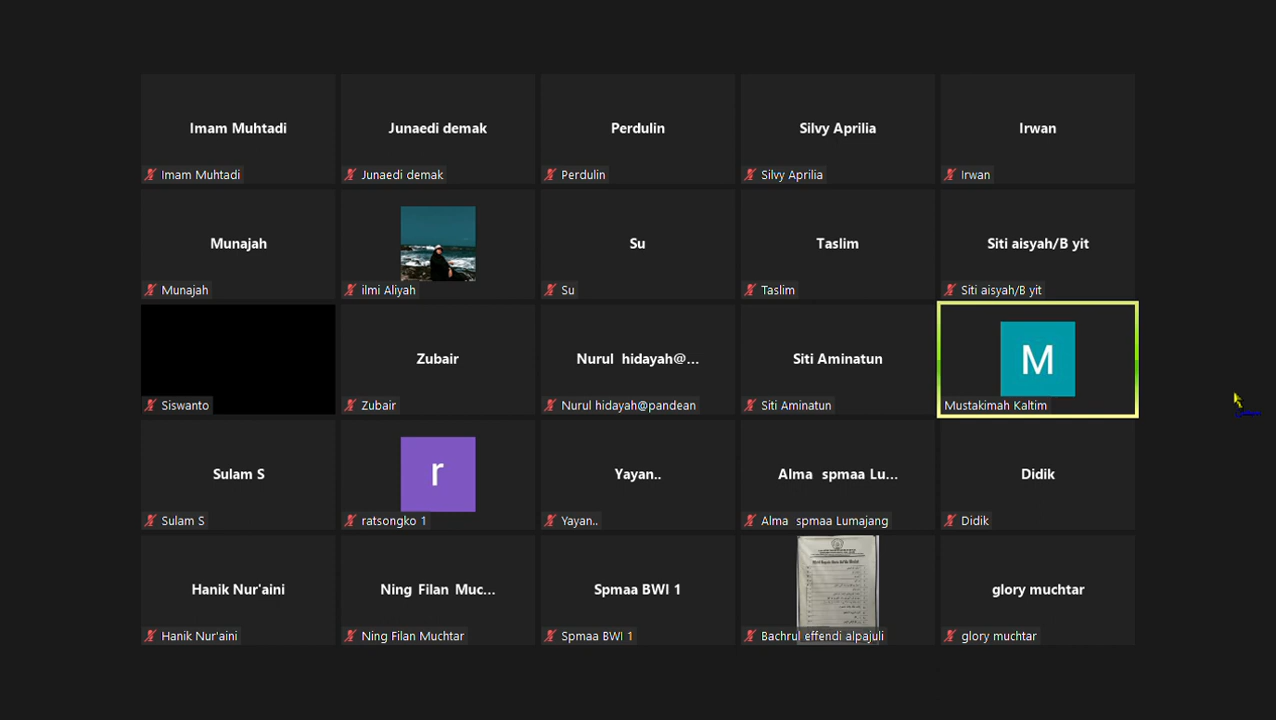 Imam Muhtadi
Junaedi demak
Perdulin
Silvy Aprilia
Irwan
Imam Muhtadi
Junaedi demak
Perdulin
Silvy Aprilia
Irwan
Munajah
Su
Taslim
Siti aisyah/B yit
Munajah
ilmi Aliyah
Su
Taslim
Siti aisyah/B yit
Zubair
Nurul hidayah@...
Siti Aminatun
M
Siswanto
Zubair
Nurul hidayah@pandean
Siti Aminatun
Mustakimah Kaltim
Sulam S
r
Yayan..
Alma spmaa Lu...
Didik
Sulam S
ratsongko 1
Yayan..
Alma spmaa Lumajang
Didik
Hanik Nur'aini
Ning Filan Muc...
Spmaa BWI 1
glory muchtar
Hanik Nur'aini
Ning Filan Muchtar
Spmaa BWI 1
Bachrul effendi alpajuli
glory muchtar